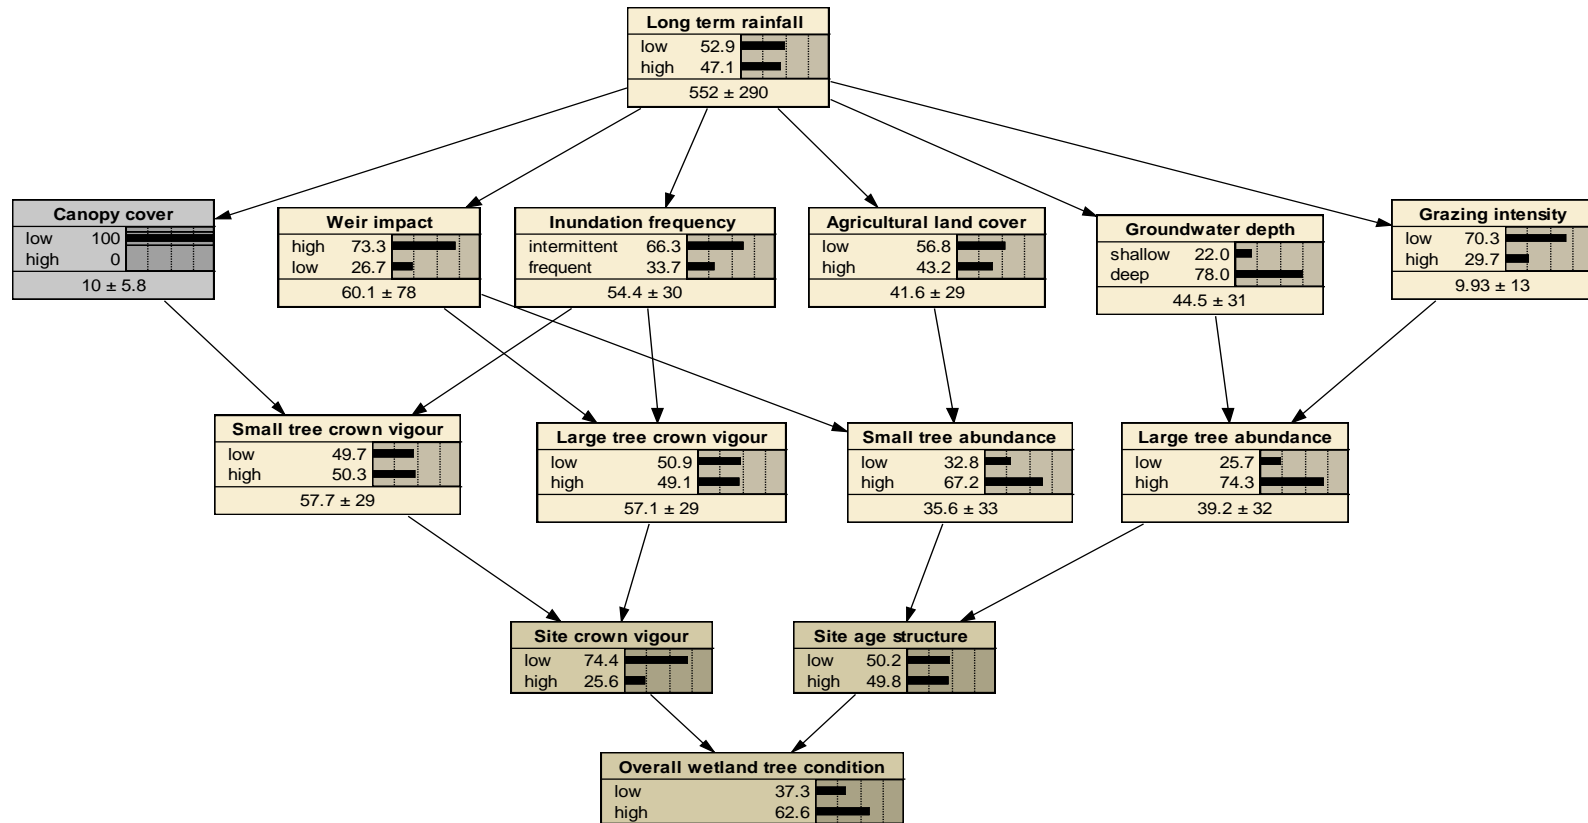 Long term rainfall
low 52.9
high 47.1
552 ± 290
Canopy cover
low 100
high 0
10 ± 5.8
Weir impact
high 73.3
low 26.7
60.1 ± 78
Inundation frequency
intermittent 66.3
frequent 33.7
54.4 ± 30
Agricultural land cover
low 56.8
high 43.2
41.6 ± 29
Groundwater depth
shallow 22.0
deep 78.0
44.5 ± 31
Grazing intensity
low 70.3
high 29.7
9.93 ± 13
Small tree crown vigour
low 49.7
high 50.3
57.7 ± 29
Large tree crown vigour
low 50.9
high 49.1
57.1 ± 29
Small tree abundance
low 32.8
high 67.2
35.6 ± 33
Large tree abundance
low 25.7
high 74.3
39.2 ± 32
Site crown vigour
low 74.4
high 25.6
Site age structure
low 50.2
high 49.8
Overall wetland tree condition
low 37.3
high 62.6